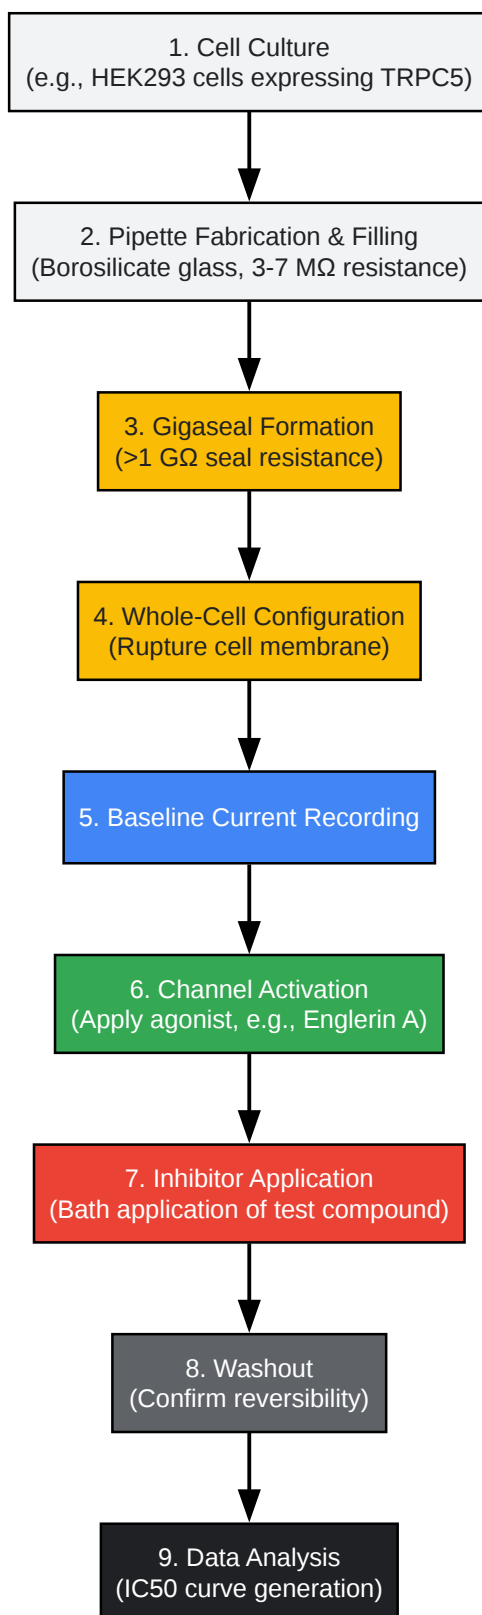 1. Cell Culture
(e.g., HEK293 cells expressing TRPC5)
2. Pipette Fabrication & Filling
(Borosilicate glass, 3-7 MΩ resistance)
3. Gigaseal Formation
(>1 GΩ seal resistance)
4. Whole-Cell Configuration
(Rupture cell membrane)
5. Baseline Current Recording
6. Channel Activation
(Apply agonist, e.g., Englerin A)
7. Inhibitor Application
(Bath application of test compound)
8. Washout
(Confirm reversibility)
9. Data Analysis
(IC50 curve generation)